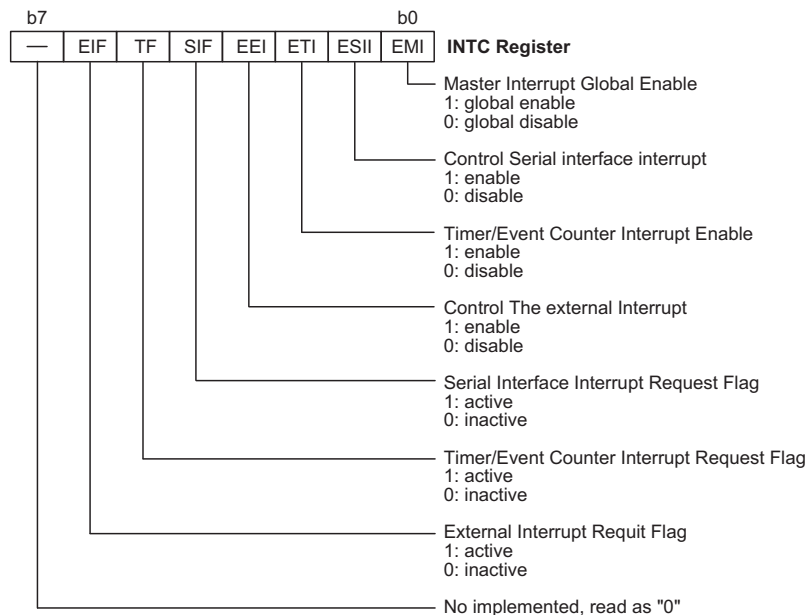 b7 b0
— EIF TF SIF EEI ETI ESII EMI INTC Register
Master Interrupt Global Enable
1: global enable
0: global disable
Control Serial interface interrupt
1: enable
0: disable
Timer/Event Counter Interrupt Enable
1: enable
0: disable
Control The external Interrupt
1: enable
0: disable
Serial Interface Interrupt Request Flag
1: active
0: inactive
Timer/Event Counter Interrupt Request Flag
1: active
0: inactive
External Interrupt Requit Flag
1: active
0: inactive
No implemented, read as "0"